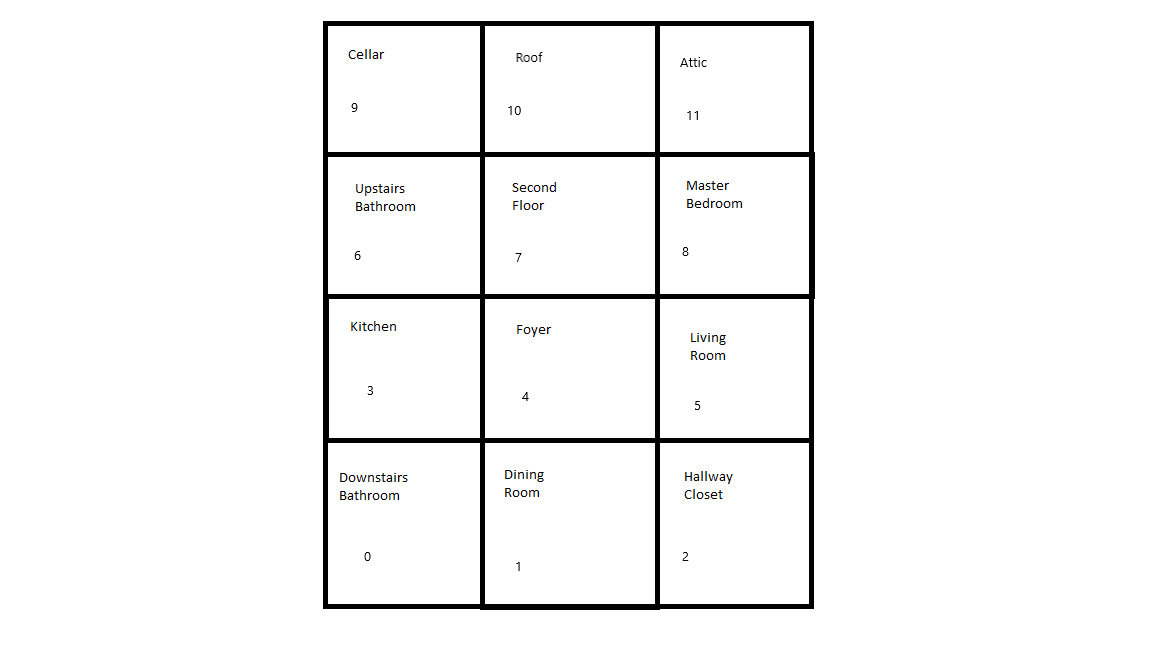 Cellar
Roof
Attic
9
10
11
Upstairs
Bathroom
Second
Floor
Master
Bedroom
6
7
8
Kitchen
Foyer
Living
Room
3
4
5
Downstairs
Bathroom
Dining
Room
Hallway
Closet
0
1
2